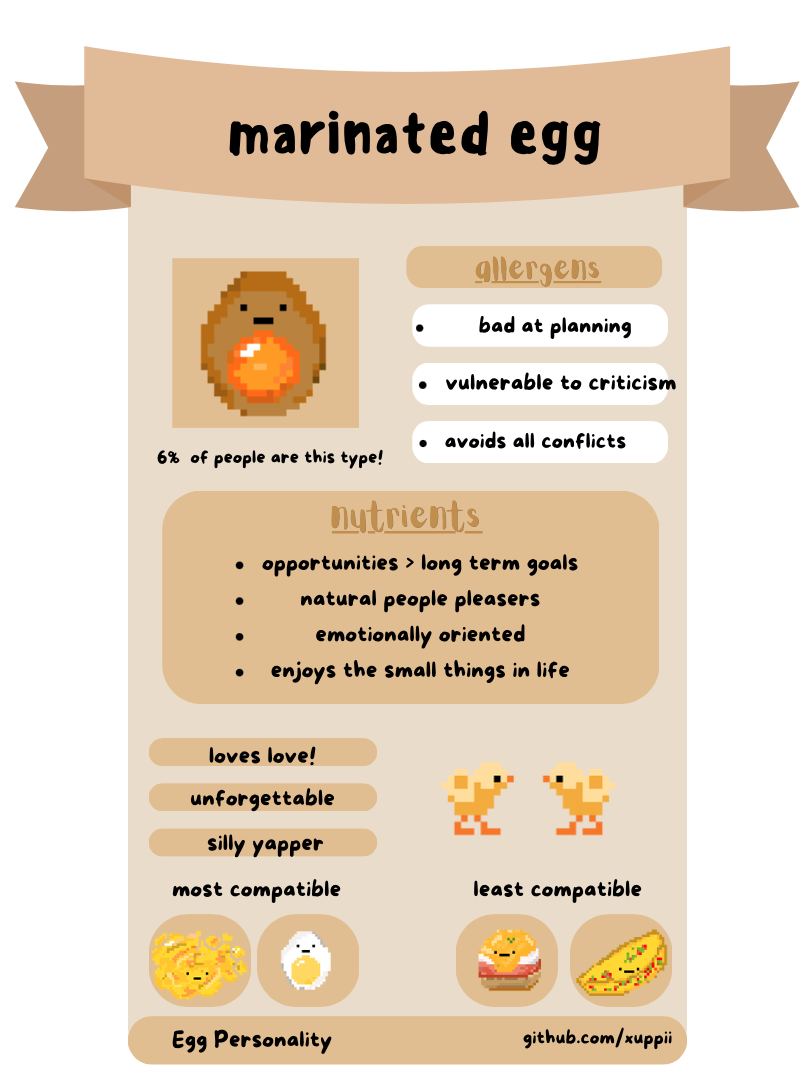 marinated egg
allergens
• bad at planning
• vulnerable to criticism
• avoids all conflicts
6% of people are this type!
nutrients
• opportunities > long term goals
• natural people pleasers
• emotionally oriented
• enjoys the small things in life
loves love!
unforgettable
silly yapper
most compatible
least compatible
Egg Personality
github.com/xuppii